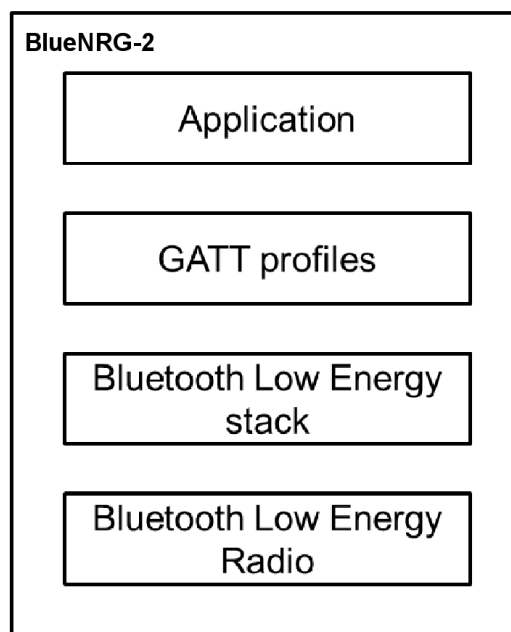 BlueNRG-2
Application
GATT profiles
Bluetooth Low Energy
stack
Bluetooth Low Energy
Radio